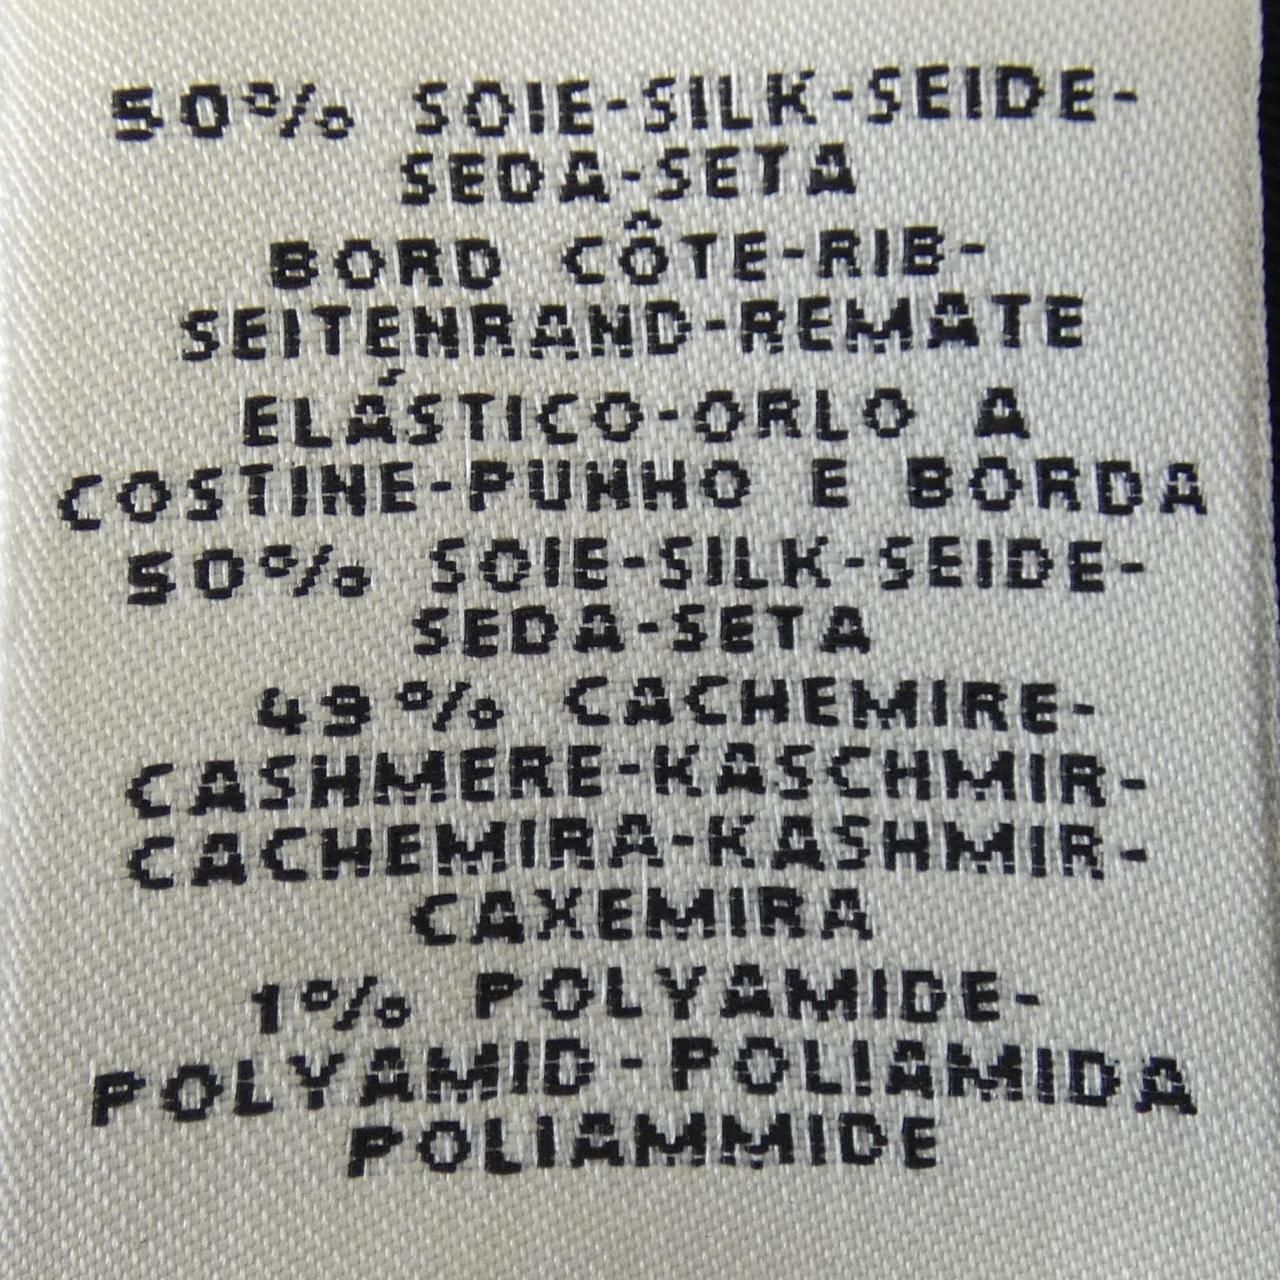 50% SOIE-SILK-SEIDE-
SEDA-SETA
BORD CÔTE-RIB-
SEITENRAND-REMATE
ELÁSTICO-ORLO A
COSTINE-PUNHO E BORDA
50% SOIE-SILK-SEIDE-
SEDA-SETA
49% CACHEMIRE-
CASHMERE-KASCHMIR-
CACHEMIRA-KASHMIR-
CAXEMIRA
1% POLYAMIDE-
POLYAMID-POLIAMIDA
POLIAMMIDE